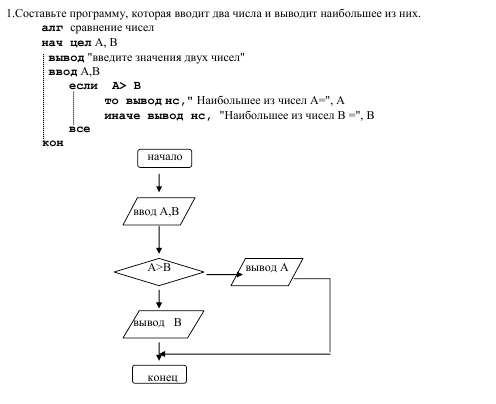 1.Составьте программу, которая вводит два числа и выводит наибольшее из них.
алг сравнение чисел
нач цел А, В
вывод "введите значения двух чисел"
ввод А,В
если А> В
то вывод нс," Наибольшее из чисел А=", А
иначе вывод нс, "Наибольшее из чисел В =", В
все
кон
начало
ввод А,В
А>В
вывод А
вывод В
конец